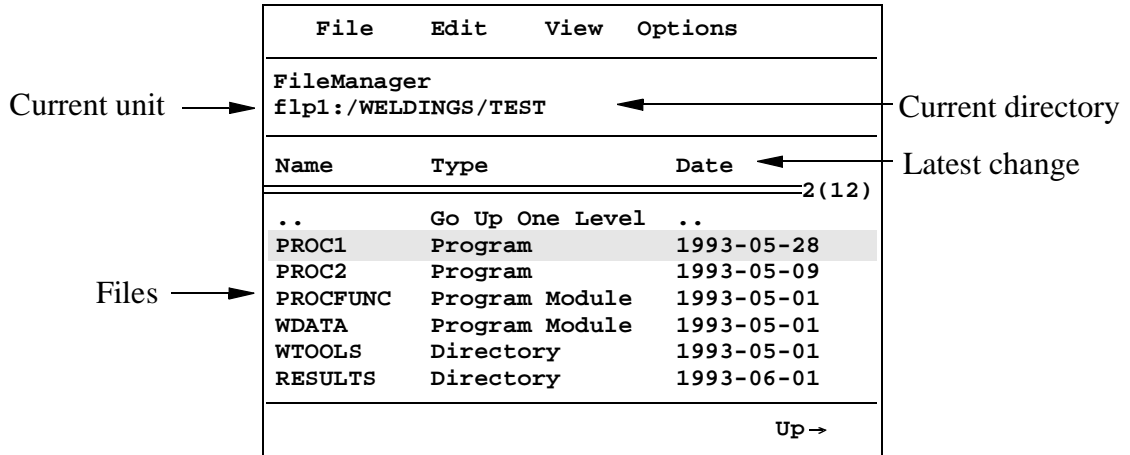 File Edit View Options
FileManager
Current unit
flp1:/WELDINGS/TEST
Current directory
Name Type Date
Latest change
2(12)
.. Go Up One Level ..
PROC1 Program 1993-05-28
PROC2 Program 1993-05-09
Files
PROCFUNC Program Module 1993-05-01
WDATA Program Module 1993-05-01
WTOOLS Directory 1993-05-01
RESULTS Directory 1993-06-01
Up→